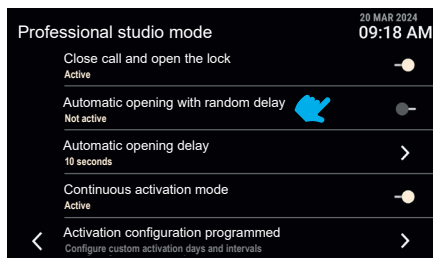 20 MAR 2024
Professional studio mode 09:18 AM
Close call and open the lock
Active
Automatic opening with random delay
Not active
Automatic opening delay
10 seconds
Continuous activation mode
Active
Activation configuration programmed
Configure custom activation days and intervals